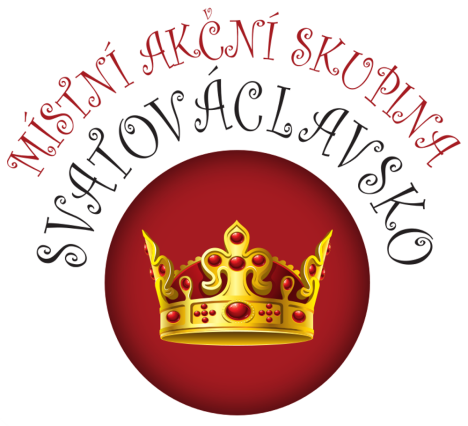 MÍSTNÍ AKČNÍ SKUPINA
SVATOVÁCLAVSKO